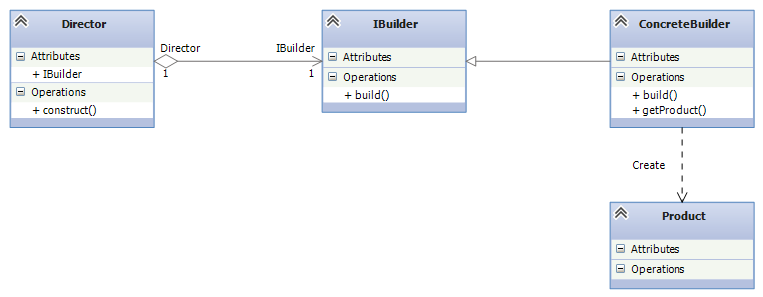 Director
Attributes
+ IBuilder
Operations
+ construct()
Director
1
IBuilder
1
IBuilder
Attributes
Operations
+ build()
ConcreteBuilder
Attributes
Operations
+ build()
+ getProduct()
Create
Product
Attributes
Operations